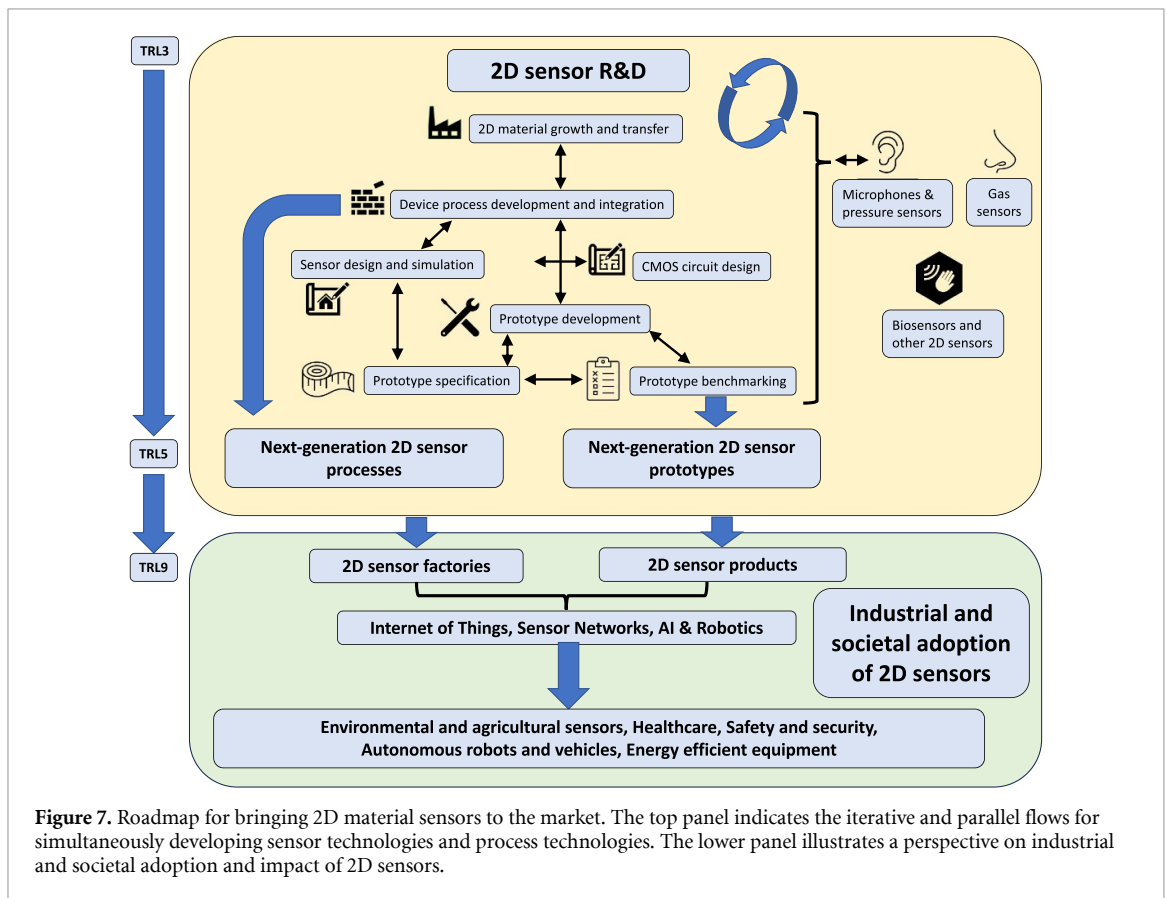 TRL3
2D sensor R&D
2D material growth and transfer
Device process development and integration
Microphones &
pressure sensors
Gas
sensors
Sensor design and simulation
CMOS circuit design
Prototype development
Biosensors and
other 2D sensors
Prototype specification
Prototype benchmarking
TRL5
Next-generation 2D sensor
processes
Next-generation 2D sensor
prototypes
TRL9
2D sensor factories
2D sensor products
Internet of Things, Sensor Networks, AI & Robotics
Industrial and
societal adoption
of 2D sensors
Environmental and agricultural sensors, Healthcare, Safety and security,
Autonomous robots and vehicles, Energy efficient equipment
Figure 7. Roadmap for bringing 2D material sensors to the market. The top panel indicates the iterative and parallel flows for
simultaneously developing sensor technologies and process technologies. The lower panel illustrates a perspective on industrial
and societal adoption and impact of 2D sensors.